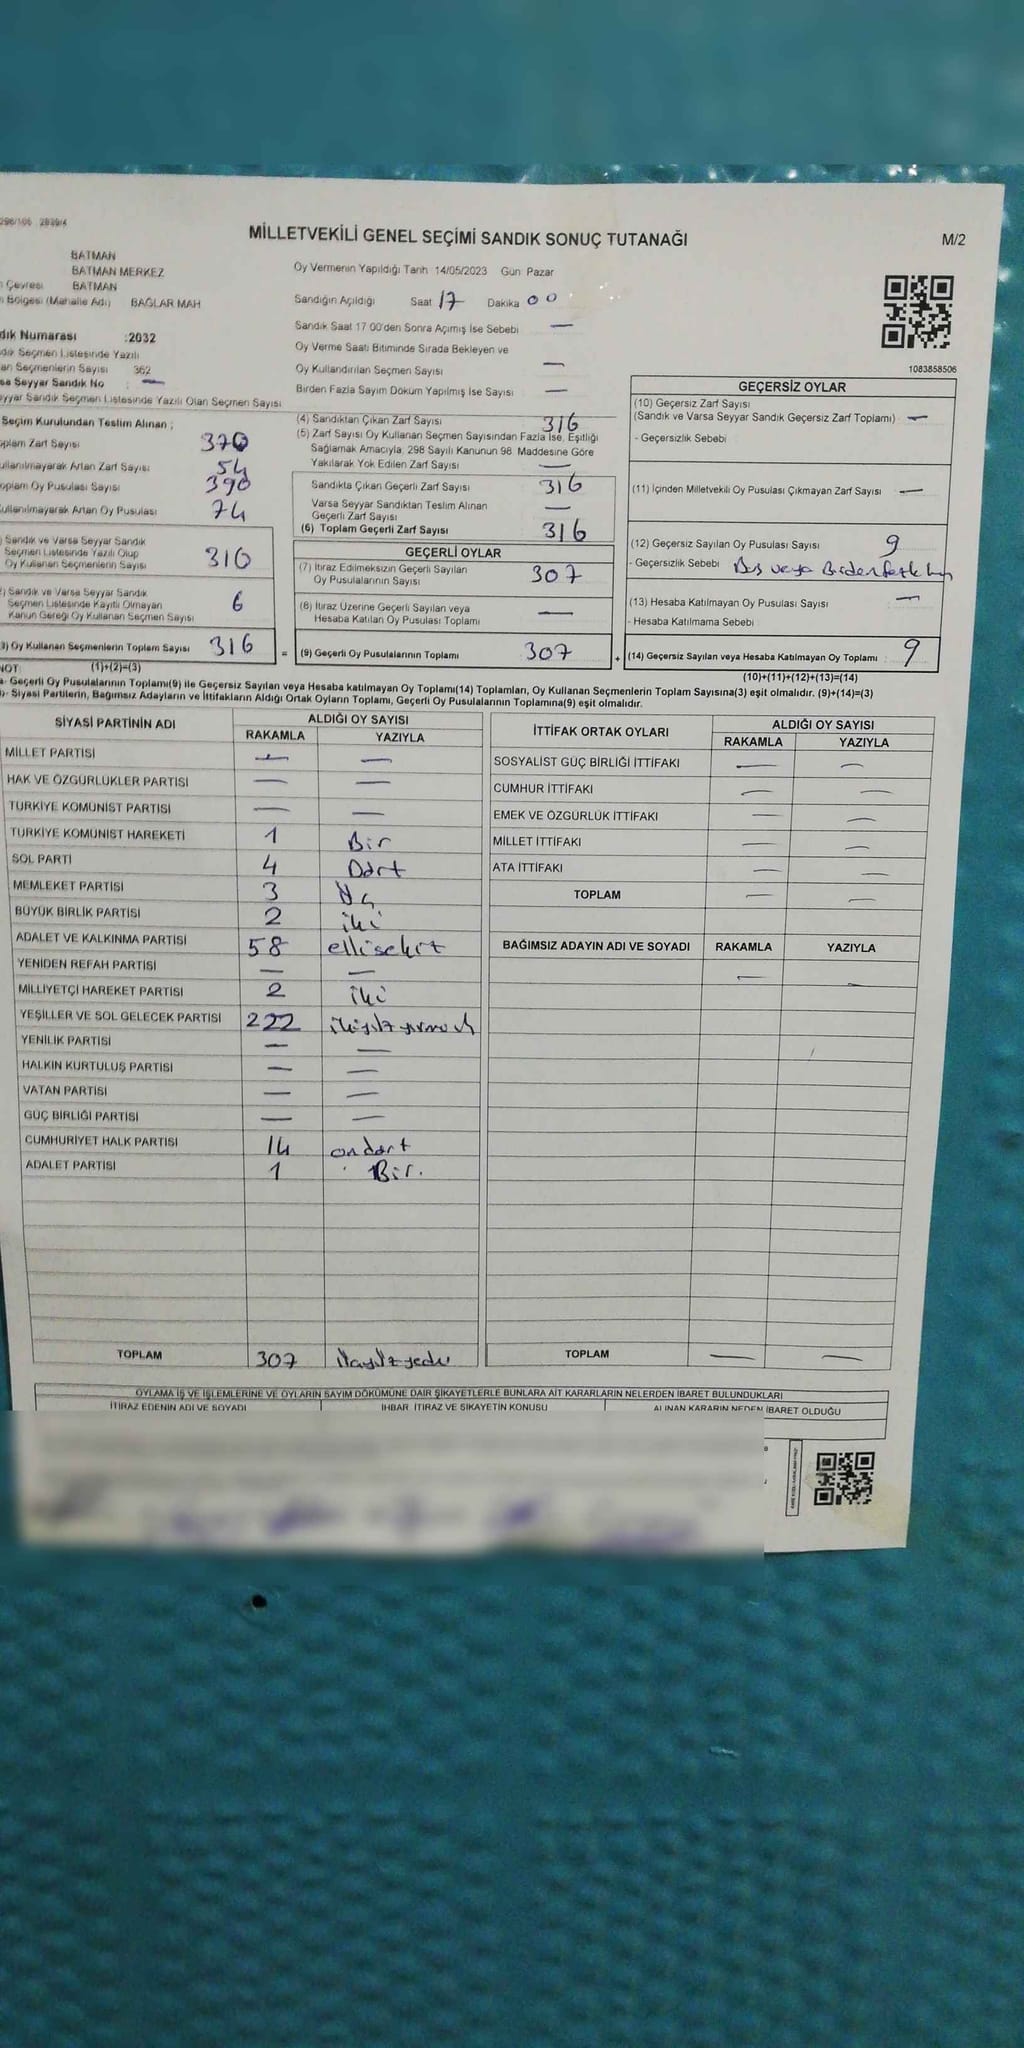 298/105 2839/4
MİLLETVEKİLİ GENEL SEÇİMİ SANDIK SONUÇ TUTANAĞI
M/2
BATMAN
BATMAN MERKEZ
Çevresi BATMAN
Bölgesi (Mahalle Adı) BAĞLAR MAH
dık Numarası :2032
dık Seçmen Listesinde Yazılı
an Seçmenlerin Sayısı 362
sa Seyyar Sandık No : —
yyar Sandık Seçmen Listesinde Yazılı Olan Seçmen Sayısı
Seçim Kurulundan Teslim Alınan ;
plam Zarf Sayısı 370
ullanılmayarak Artan Zarf Sayısı 54
oplam Oy Pusulası Sayısı 390
ullanılmayarak Artan Oy Pusulası 74
) Sandık ve Varsa Seyyar Sandık
Seçmen Listesinde Yazılı Olup
Oy Kullanan Seçmenlerin Sayısı 310
) Sandık ve Varsa Seyyar Sandık
Seçmen Listesinde Kayıtlı Olmayan
Kanun Gereği Oy Kullanan Seçmen Sayısı 6
3) Oy Kullanan Seçmenlerin Toplam Sayısı 316
(1)+(2)=(3)
Oy Vermenin Yapıldığı Tarih 14/05/2023 Gün Pazar
Sandığın Açıldığı Saat 17 Dakika 00
Sandık Saat 17 00'den Sonra Açımış İse Sebebi —
Oy Verme Saati Bitiminde Sırada Bekleyen ve
Oy Kullandırılan Seçmen Sayısı —
Birden Fazla Sayım Döküm Yapılmış İse Sayısı —
(4) Sandıktan Çıkan Zarf Sayısı 316
(5) Zarf Sayısı Oy Kullanan Seçmen Sayısından Fazla İse, Eşitliği
Sağlamak Amacıyla, 298 Sayılı Kanunun 98. Maddesine Göre
Yakılarak Yok Edilen Zarf Sayısı —
Sandıkta Çıkan Geçerli Zarf Sayısı 316
Varsa Seyyar Sandıktan Teslim Alınan
Geçerli Zarf Sayısı —
(6) Toplam Geçerli Zarf Sayısı 316
GEÇERLİ OYLAR
(7) İtiraz Edilmeksizin Geçerli Sayılan
Oy Pusulalarının Sayısı 307
(8) İtiraz Üzerine Geçerli Sayılan veya
Hesaba Katılan Oy Pusulası Toplamı —
= (9) Geçerli Oy Pusulalarının Toplamı 307 +
1083858506
GEÇERSİZ OYLAR
(10) Geçersiz Zarf Sayısı
(Sandık ve Varsa Seyyar Sandık Geçersiz Zarf Toplamı) —
- Geçersizlik Sebebi
(11) İçinden Milletvekili Oy Pusulası Çıkmayan Zarf Sayısı —
(12) Geçersiz Sayılan Oy Pusulası Sayısı 9
- Geçersizlik Sebebi Boş veya Birden
(13) Hesaba Katılmayan Oy Pusulası Sayısı —
- Hesaba Katılmama Sebebi
(14) Geçersiz Sayılan veya Hesaba Katılmayan Oy Toplamı : 9
(10)+(11)+(12)+(13)=(14)
NOT:
a- Geçerli Oy Pusulalarının Toplamı(9) ile Geçersiz Sayılan veya Hesaba katılmayan Oy Toplamı(14) Toplamları, Oy Kullanan Seçmenlerin Toplam Sayısına(3) eşit olmalıdır. (9)+(14)=(3)
b- Siyasi Partilerin, Bağımsız Adayların ve İttifakların Aldığı Ortak Oyların Toplamı, Geçerli Oy Pusulalarının Toplamına(9) eşit olmalıdır.
SİYASİ PARTİNİN ADI ALDIĞI OY SAYISI
RAKAMLA YAZIYLA
MİLLET PARTİSİ — —
HAK VE ÖZGÜRLÜKLER PARTİSİ — —
TÜRKİYE KOMÜNİST PARTİSİ — —
TÜRKİYE KOMÜNİST HAREKETİ 1 Bir
SOL PARTİ 4 Dört
MEMLEKET PARTİSİ 3 Üç
BÜYÜK BİRLİK PARTİSİ 2 iki
ADALET VE KALKINMA PARTİSİ 58 ellisekit
YENİDEN REFAH PARTİSİ — —
MİLLİYETÇİ HAREKET PARTİSİ 2 iki
YEŞİLLER VE SOL GELECEK PARTİSİ 222
YENİLİK PARTİSİ — —
HALKIN KURTULUŞ PARTİSİ — —
VATAN PARTİSİ — —
GÜÇ BİRLİĞİ PARTİSİ — —
CUMHURİYET HALK PARTİSİ 14 ondört
ADALET PARTİSİ 1 Bir.
TOPLAM 307
İTTİFAK ORTAK OYLARI ALDIĞI OY SAYISI
RAKAMLA YAZIYLA
SOSYALİST GÜÇ BİRLİĞİ İTTİFAKI — —
CUMHUR İTTİFAKI — —
EMEK VE ÖZGÜRLÜK İTTİFAKI — —
MİLLET İTTİFAKI — —
ATA İTTİFAKI — —
TOPLAM — —
BAĞIMSIZ ADAYIN ADI VE SOYADI RAKAMLA YAZIYLA
— —
TOPLAM — —
OYLAMA İŞ VE İŞLEMLERİNE VE OYLARIN SAYIM DÖKÜMÜNE DAİR ŞİKAYETLERLE BUNLARA AİT KARARLARIN NELERDEN İBARET BULUNDUKLARI
İTİRAZ EDENİN ADI VE SOYADI İHBAR, İTİRAZ VE ŞİKAYETİN KONUSU ALINAN KARARIN NEDEN İBARET OLDUĞU